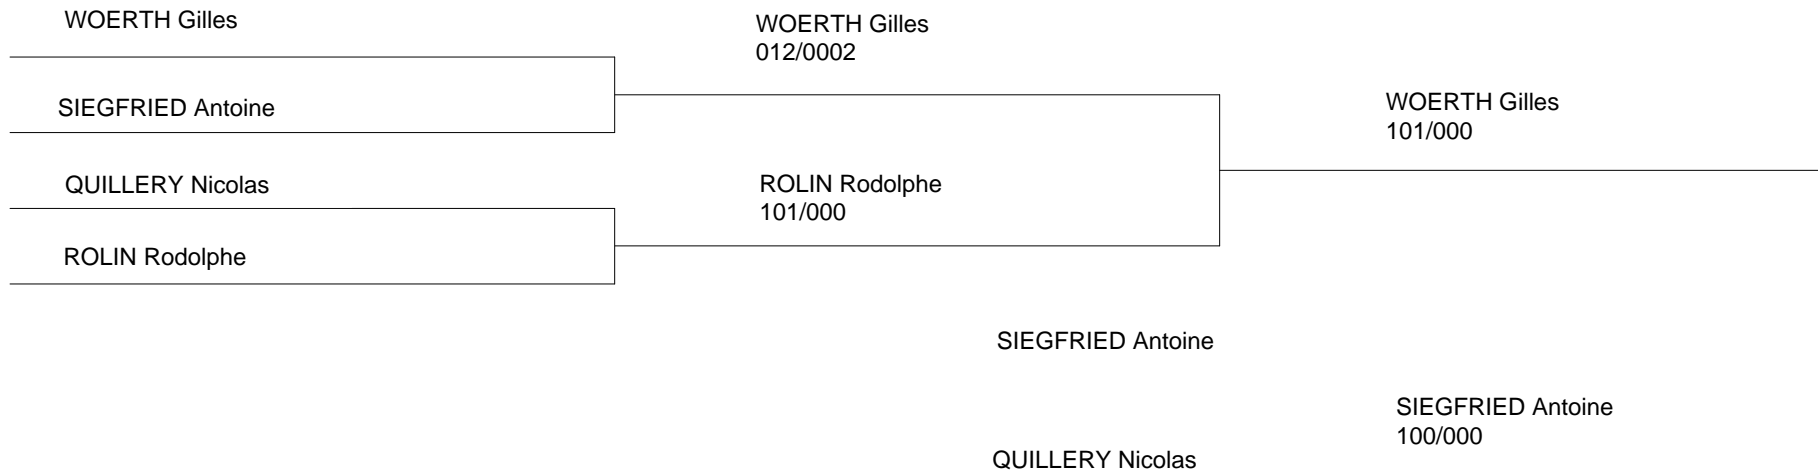 WOERTH Gilles
SIEGFRIED Antoine
QUILLERY Nicolas
ROLIN Rodolphe
WOERTH Gilles
012/0002
ROLIN Rodolphe
101/000
WOERTH Gilles
101/000
SIEGFRIED Antoine
QUILLERY Nicolas
SIEGFRIED Antoine
100/000